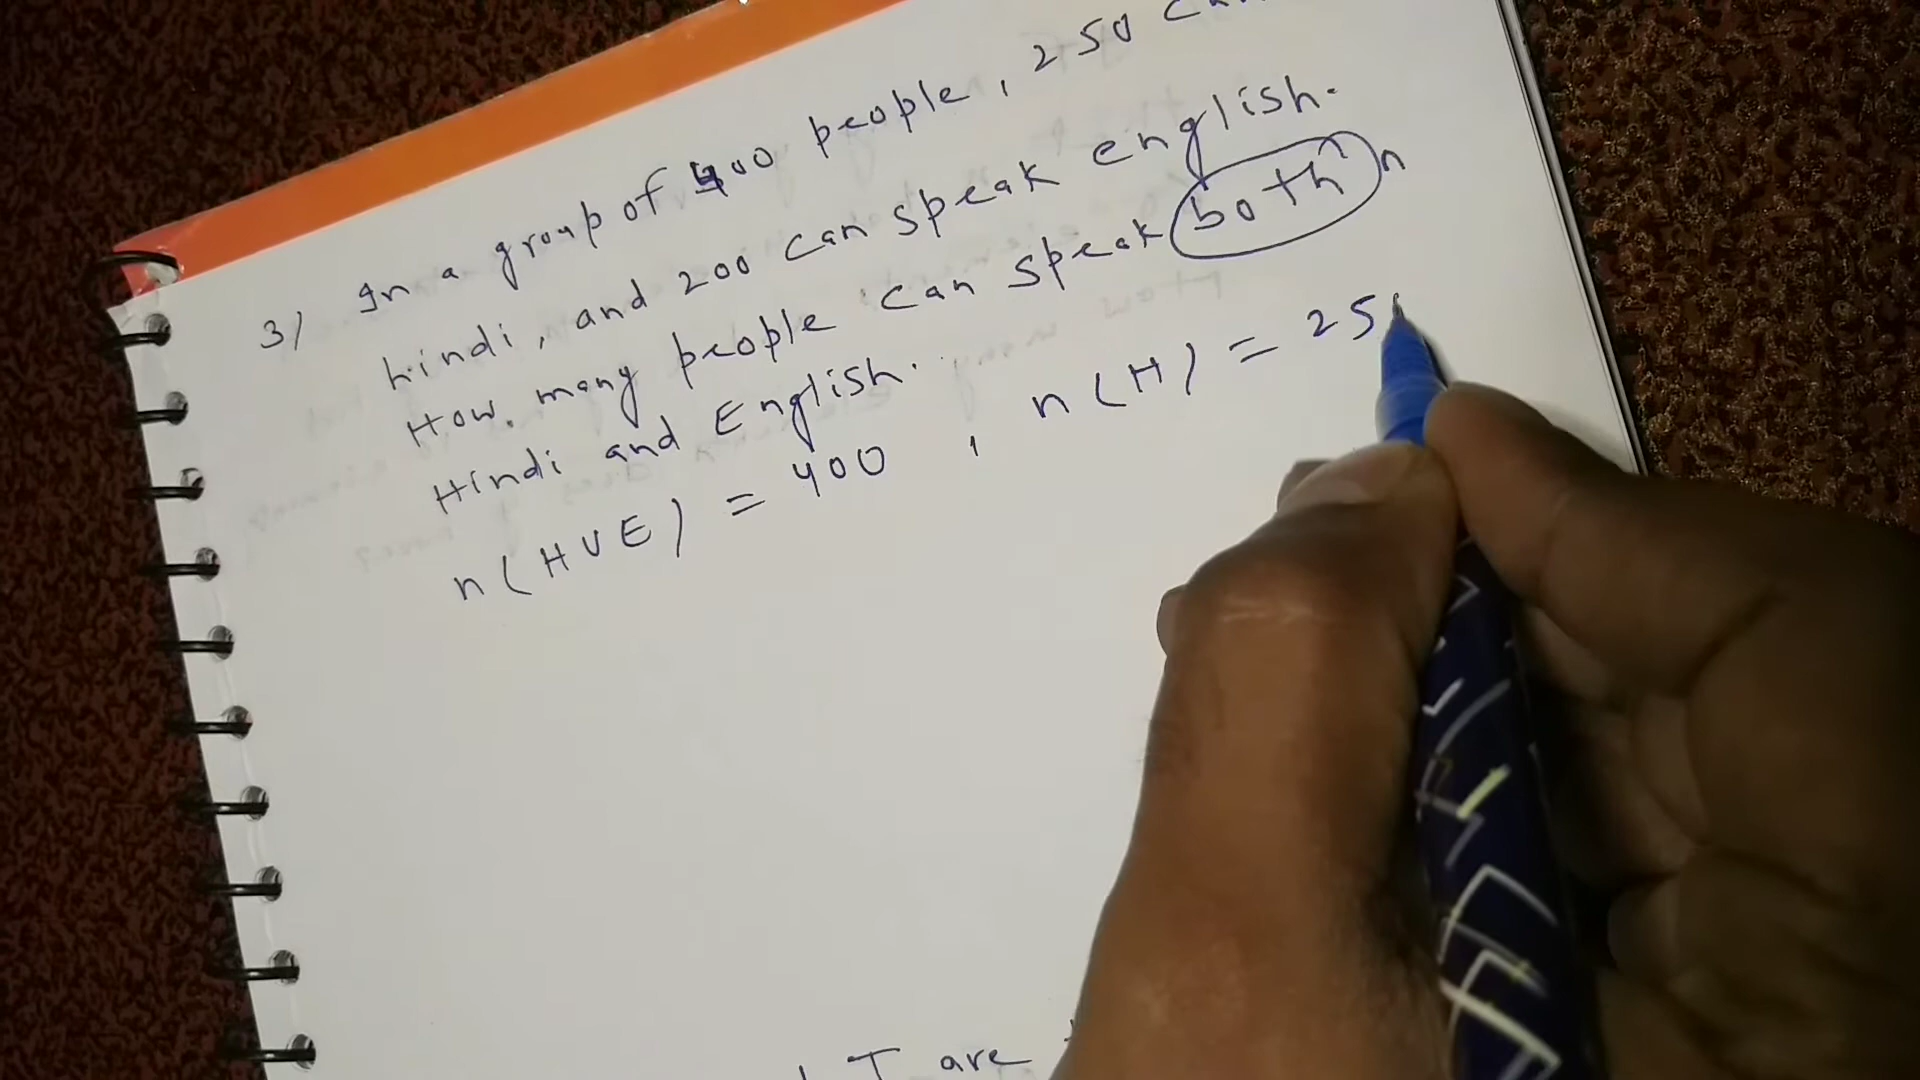 3) In a group of 400 people, 250 can
hindi, and 200 can speak english.
How many people can speak both ∩ n
Hindi and English.
n(H∪E) = 400 , n(H) = 25
T are